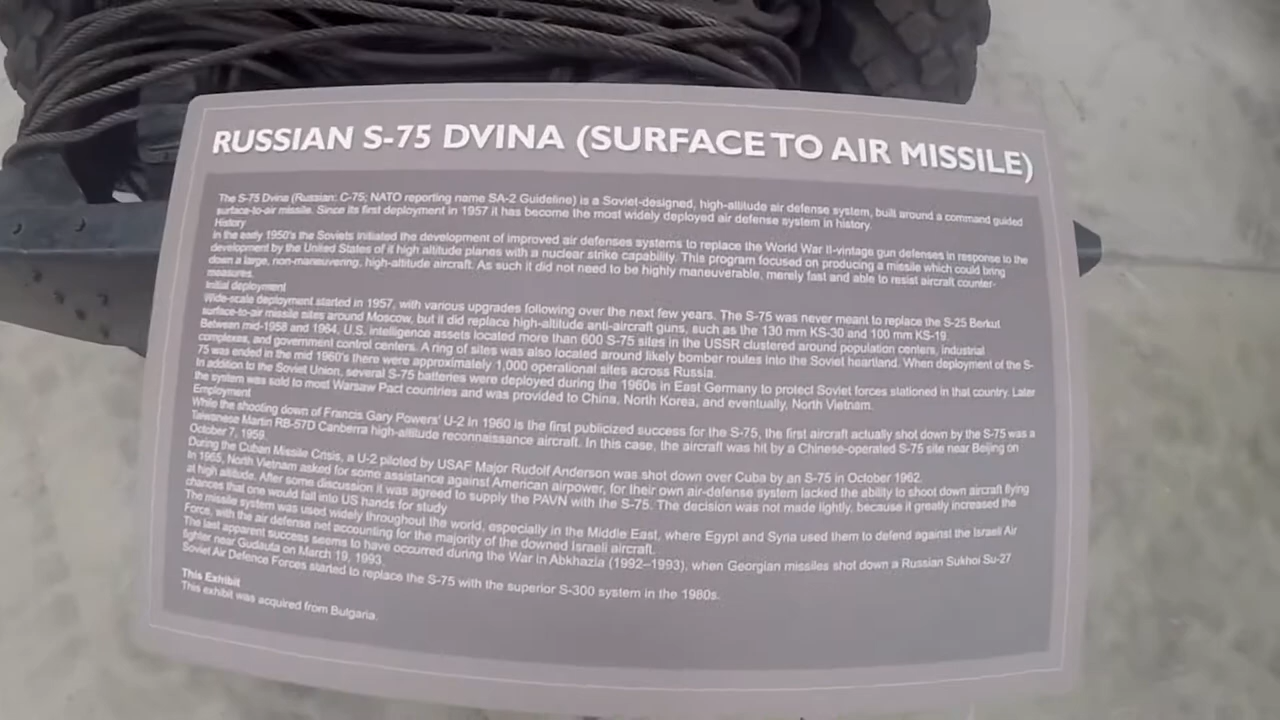 RUSSIAN S-75 DVINA (SURFACE TO AIR MISSILE)
The S-75 Dvina (Russian: C-75; NATO reporting name SA-2 Guideline) is a Soviet-designed, high-altitude air defense system, built around a command guided
surface-to-air missile. Since its first deployment in 1957 it has become the most widely deployed air defense system in history.
History
In the early 1950's the Soviets initiated the development of improved air defenses systems to replace the World War II-vintage gun defenses in response to the
development by the United States of it high altitude planes with a nuclear strike capability. This program focused on producing a missile which could bring
down a large, non-maneuvering, high-altitude aircraft. As such it did not need to be highly maneuverable, merely fast and able to resist aircraft counter-
measures.
Initial deployment
Wide-scale deployment started in 1957, with various upgrades following over the next few years. The S-75 was never meant to replace the S-25 Berkut
surface-to-air missile sites around Moscow, but it did replace high-altitude anti-aircraft guns, such as the 130 mm KS-30 and 100 mm KS-19.
Between mid-1958 and 1964, U.S. intelligence assets located more than 600 S-75 sites in the USSR clustered around population centers, industrial
complexes, and government control centers. A ring of sites was also located around likely bomber routes into the Soviet heartland. When deployment of the S-
75 was ended in the mid 1960's there were approximately 1,000 operational sites across Russia.
In addition to the Soviet Union, several S-75 batteries were deployed during the 1960s in East Germany to protect Soviet forces stationed in that country. Later
the system was sold to most Warsaw Pact countries and was provided to China, North Korea, and eventually, North Vietnam.
Employment
While the shooting down of Francis Gary Powers' U-2 in 1960 is the first publicized success for the S-75, the first aircraft actually shot down by the S-75 was a
Taiwanese Martin RB-57D Canberra high-altitude reconnaissance aircraft. In this case, the aircraft was hit by a Chinese-operated S-75 site near Beijing on
October 7, 1959.
During the Cuban Missile Crisis, a U-2 piloted by USAF Major Rudolf Anderson was shot down over Cuba by an S-75 in October 1962.
In 1965, North Vietnam asked for some assistance against American airpower, for their own air-defense system lacked the ability to shoot down aircraft flying
at high altitude. After some discussion it was agreed to supply the PAVN with the S-75. The decision was not made lightly, because it greatly increased the
chances that one would fall into US hands for study
The missile system was used widely throughout the world, especially in the Middle East, where Egypt and Syria used them to defend against the Israeli Air
Force, with the air defense net accounting for the majority of the downed Israeli aircraft.
The last apparent success seems to have occurred during the War in Abkhazia (1992–1993), when Georgian missiles shot down a Russian Sukhoi Su-27
fighter near Gudauta on March 19, 1993.
Soviet Air Defence Forces started to replace the S-75 with the superior S-300 system in the 1980s.
This Exhibit
This exhibit was acquired from Bulgaria.